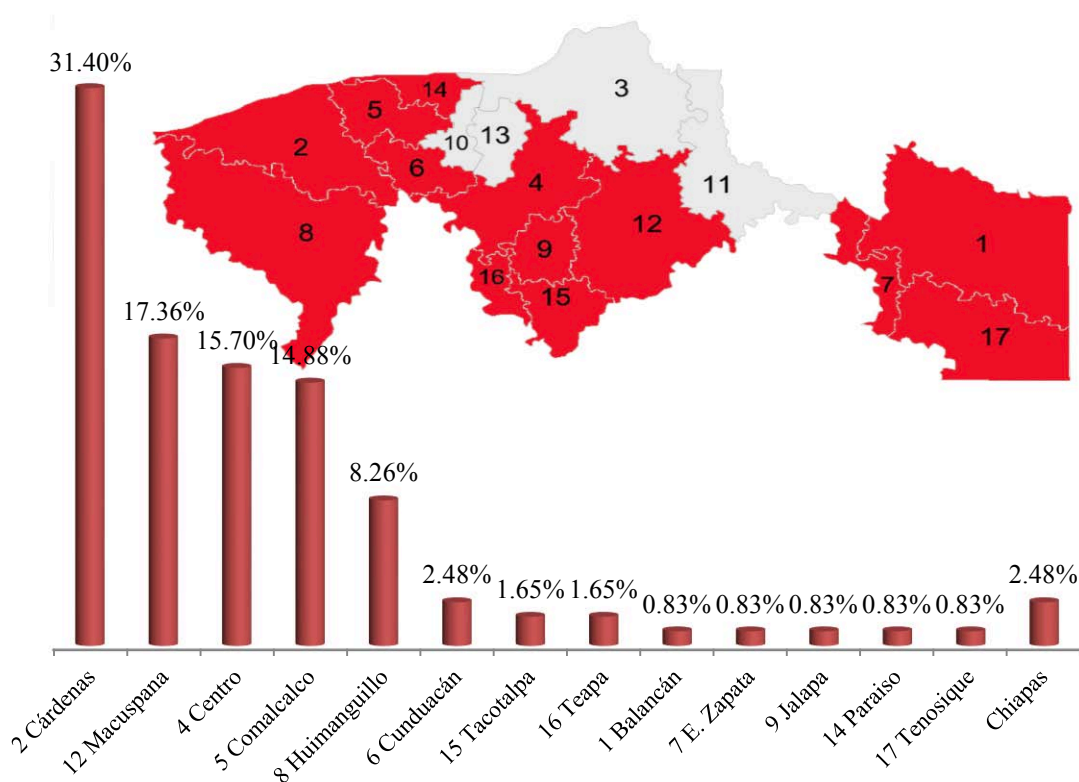 31.40%
17.36%
15.70%
14.88%
8.26%
2.48%
1.65%
1.65%
0.83%
0.83%
0.83%
0.83%
0.83%
2.48%
14
5
3
2
10
13
6
4
11
8
12
9
1
16
7
15
17
2 Cárdenas
12 Macuspana
4 Centro
5 Comalcalco
8 Huimanguillo
6 Cunduacán
15 Tacotalpa
16 Teapa
1 Balancán
7 E. Zapata
9 Jalapa
14 Paraiso
17 Tenosique
Chiapas